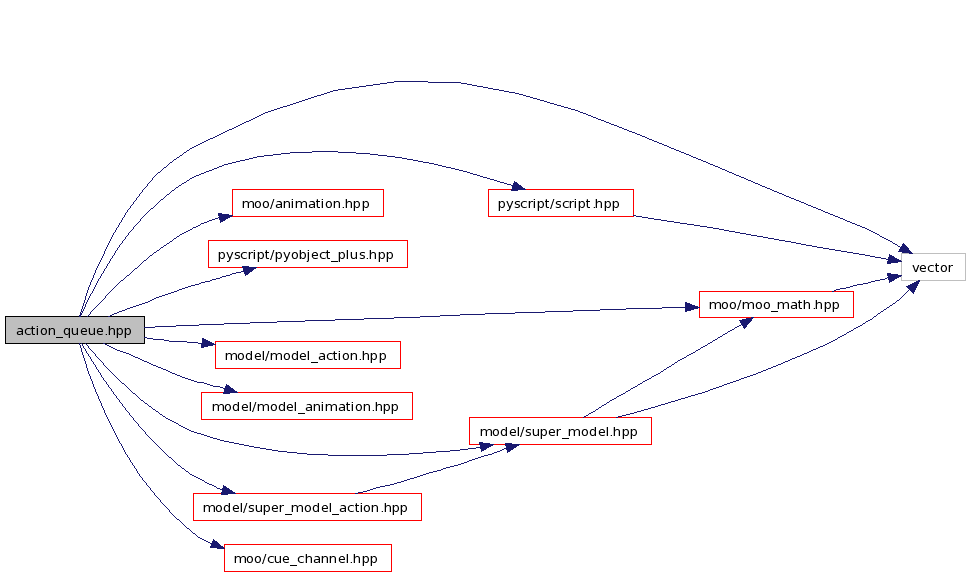 moo/animation.hpp
pyscript/script.hpp
pyscript/pyobject_plus.hpp
vector
moo/moo_math.hpp
action_queue.hpp
model/model_action.hpp
model/model_animation.hpp
model/super_model.hpp
model/super_model_action.hpp
moo/cue_channel.hpp